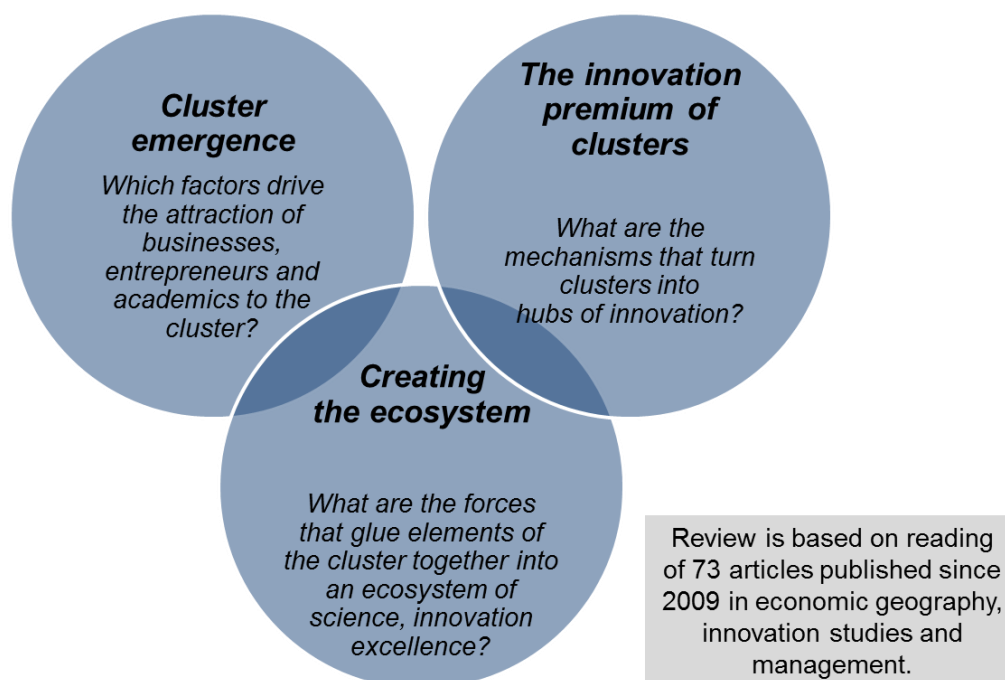 Cluster
emergence
Which factors drive
the attraction of
businesses,
entrepreneurs and
academics to the
cluster?
The innovation
premium of
clusters
What are the
mechanisms that turn
clusters into
hubs of innovation?
Creating
the ecosystem
What are the forces
that glue elements of
the cluster together into
an ecosystem of
science, innovation
excellence?
Review is based on reading
of 73 articles published since
2009 in economic geography,
innovation studies and
management.